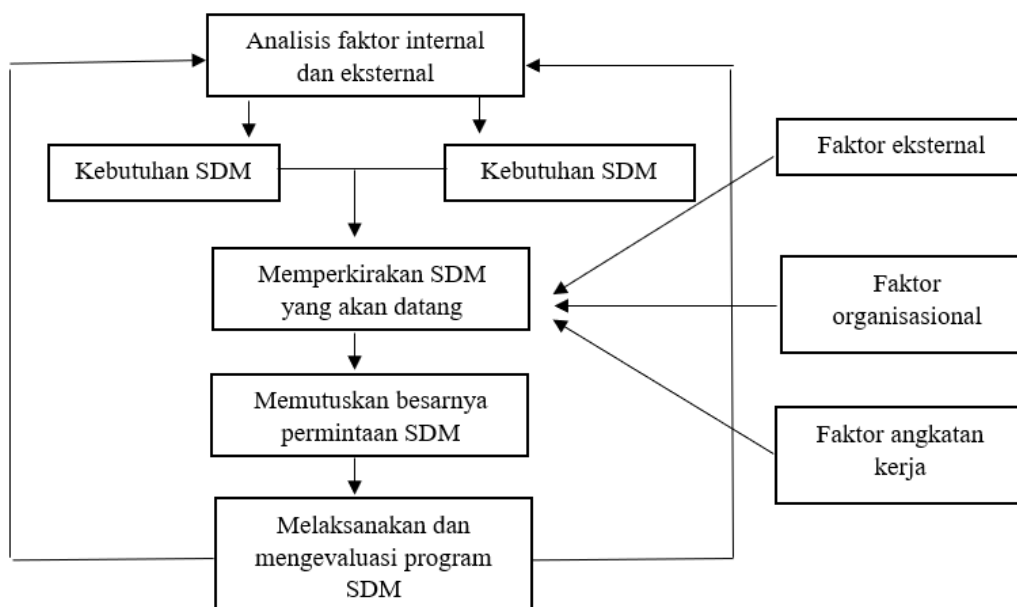 Analisis faktor internal
dan eksternal
Kebutuhan SDM
Kebutuhan SDM
Faktor eksternal
Memperkirakan SDM
yang akan datang
Faktor
organisasional
Memutuskan besarnya
permintaan SDM
Faktor angkatan
kerja
Melaksanakan dan
mengevaluasi program
SDM